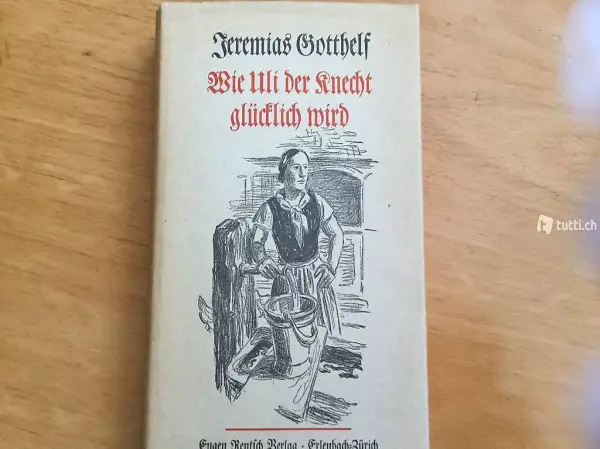 Jeremias Gotthelf
Wie Uli der Knecht
glücklich wird
Eugen Rentsch Verlag · Erlenbach-Zürich
tutti.ch